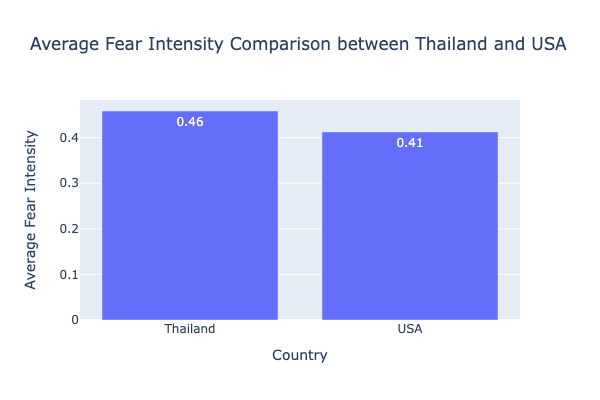 Average Fear Intensity Comparison between Thailand and USA
Average Fear Intensity
0.4
0.3
0.2
0.1
0
0.46
0.41
Thailand
USA
Country